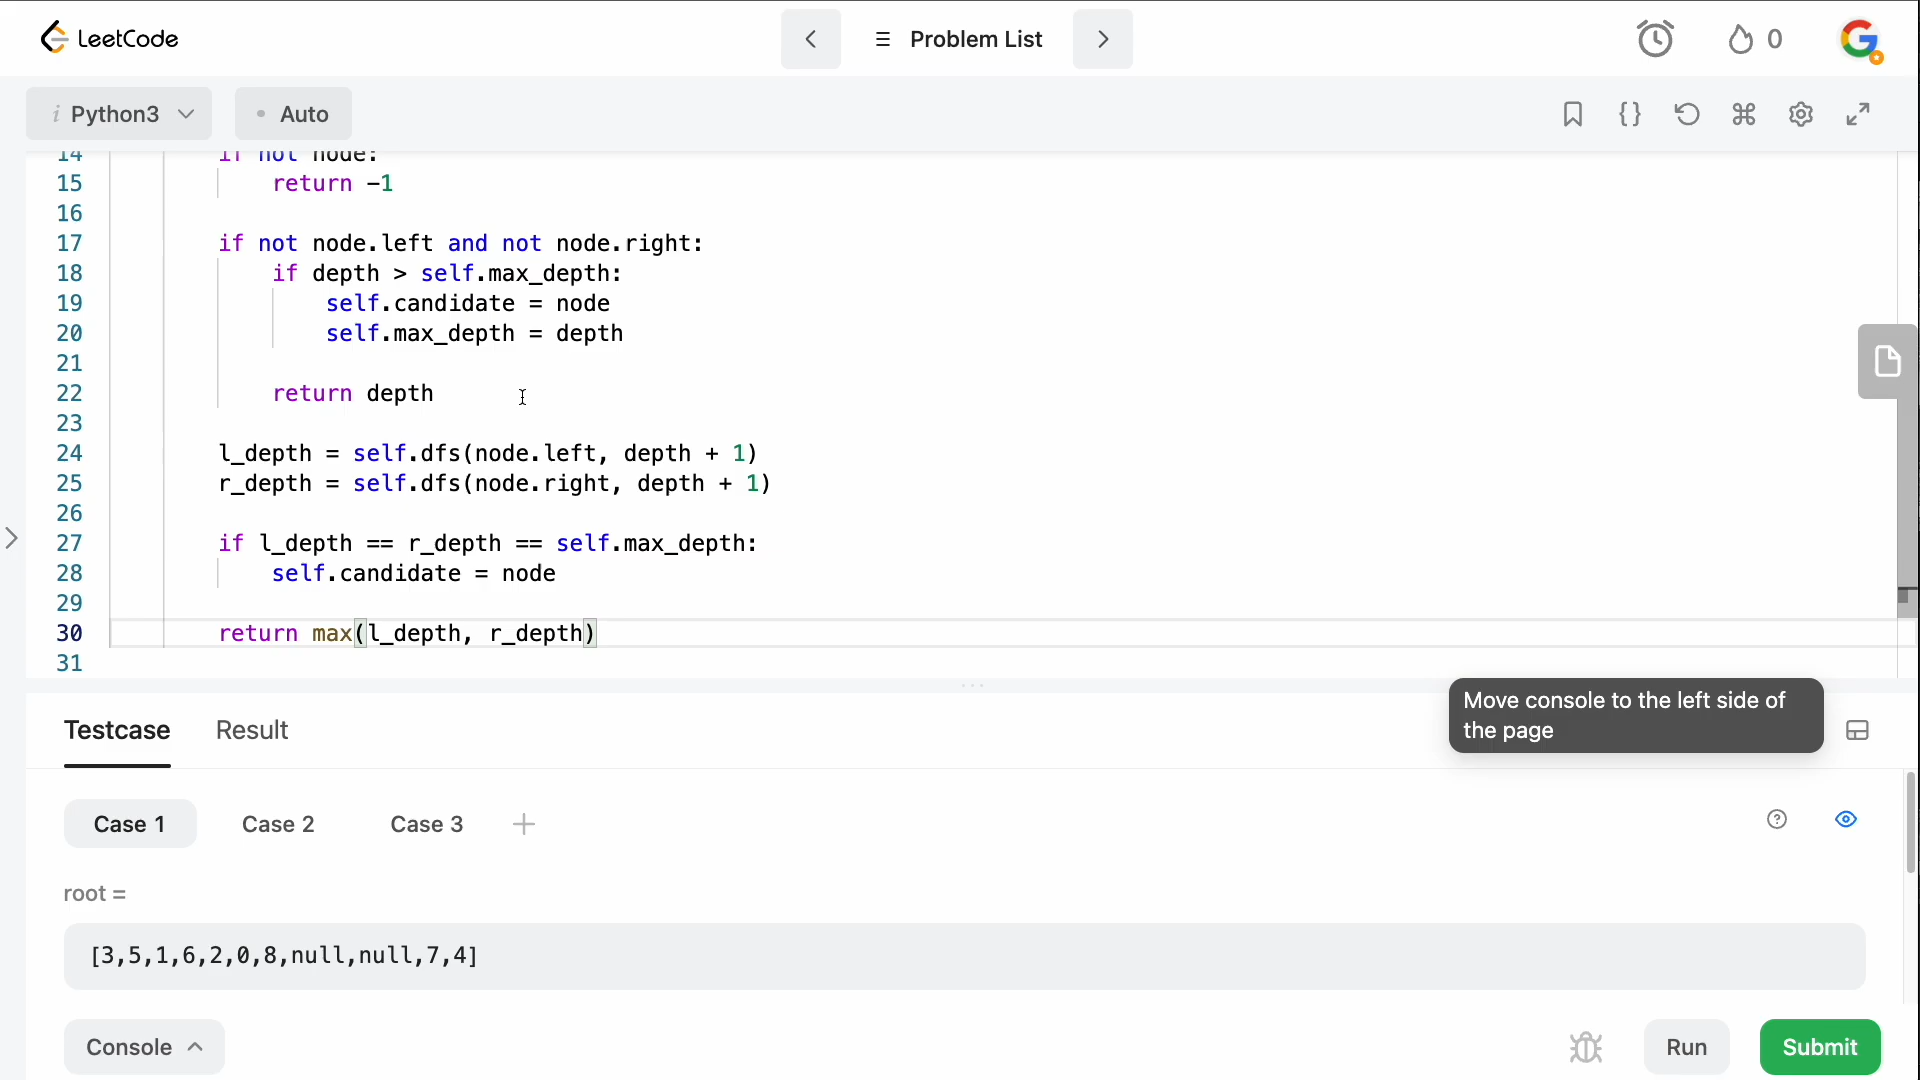 LeetCode
Problem List
0
i Python3
Auto
14 if not node:
15 return -1
16
17 if not node.left and not node.right:
18 if depth > self.max_depth:
19 self.candidate = node
20 self.max_depth = depth
21
22 return depth
23
24 l_depth = self.dfs(node.left, depth + 1)
25 r_depth = self.dfs(node.right, depth + 1)
26
27 if l_depth == r_depth == self.max_depth:
28 self.candidate = node
29
30 return max(l_depth, r_depth)
31
Move console to the left side of
the page
Testcase
Result
Case 1
Case 2
Case 3
root =
[3,5,1,6,2,0,8,null,null,7,4]
Console
Run
Submit